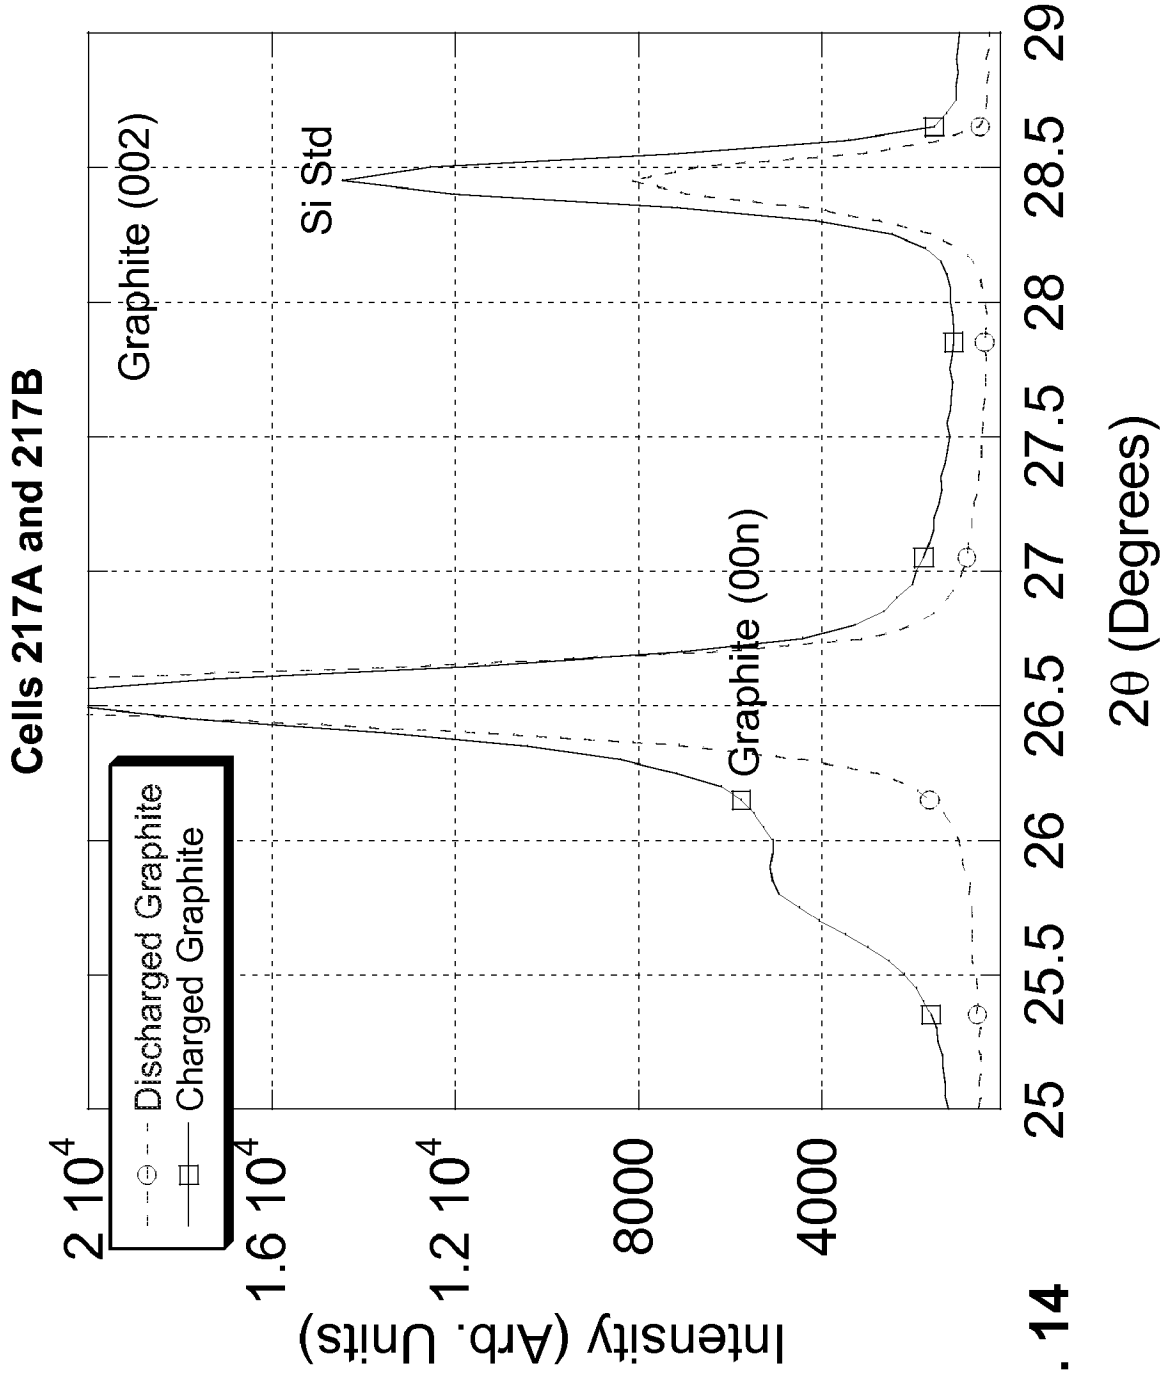 Cells 217A and 217B
Discharged Graphite
Charged Graphite
Graphite (002)
Si Std
Graphite (00n)
2 10⁴
1.6 10⁴
1.2 10⁴
8000
4000
Intensity (Arb. Units)
25 25.5 26 26.5 27 27.5 28 28.5 29
2θ (Degrees)
. 14